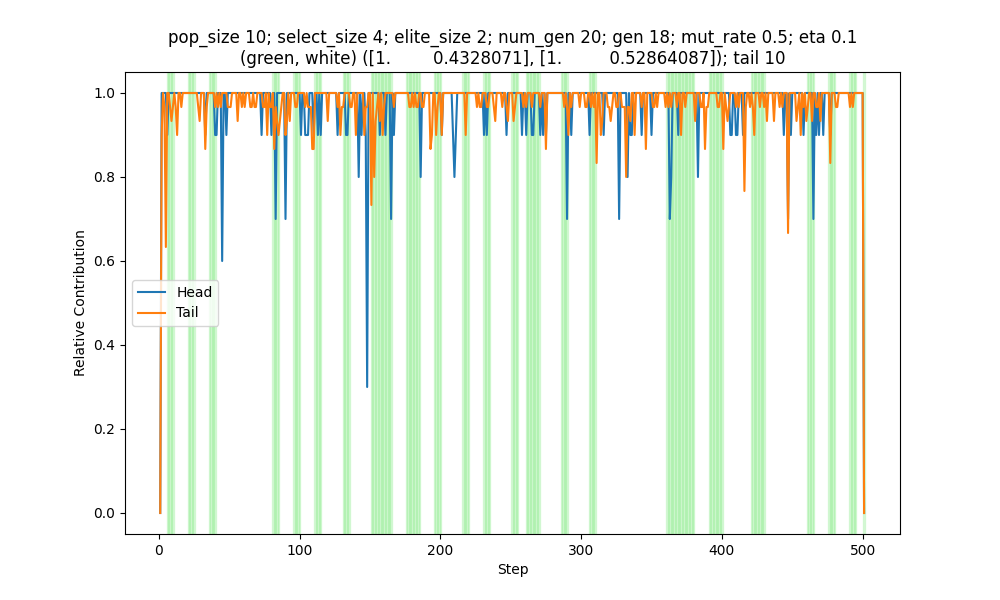 pop_size 10; select_size 4; elite_size 2; num_gen 20; gen 18; mut_rate 0.5; eta 0.1
(green, white) ([1. 0.4328071], [1. 0.52864087]); tail 10
1.0
0.8
0.6
0.4
0.2
0.0
Relative Contribution
Head
Tail
0 100 200 300 400 500
Step